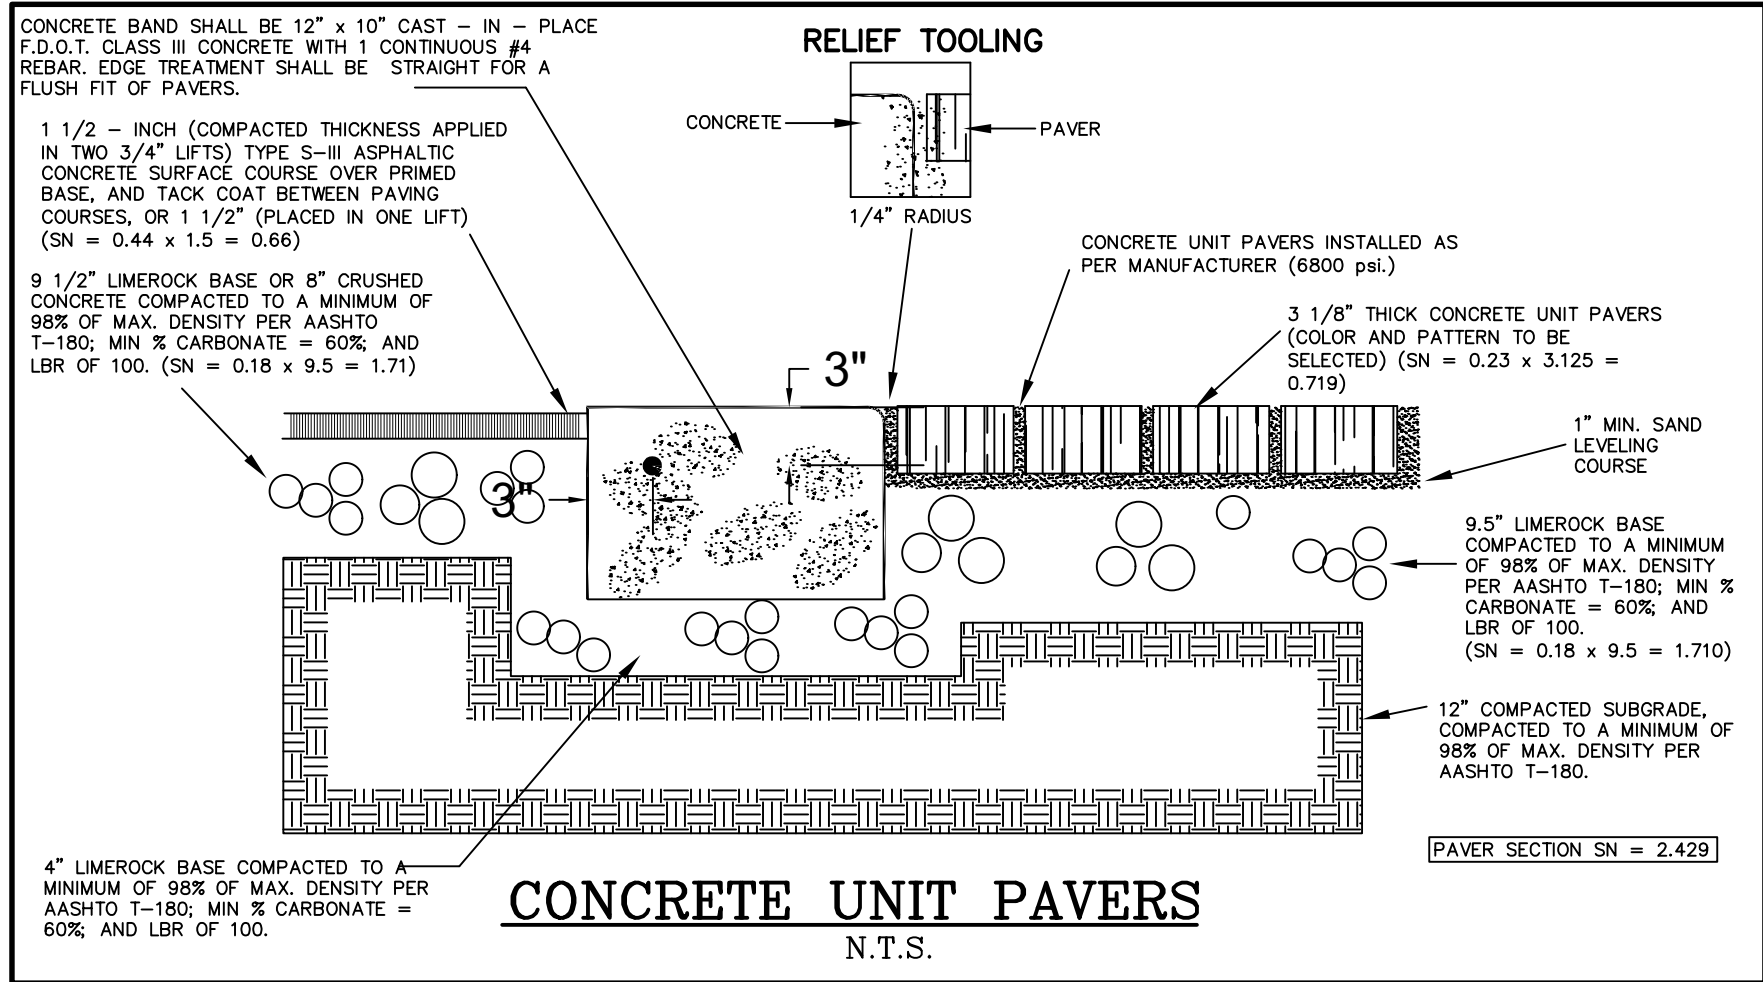 CONCRETE BAND SHALL BE 12" x 10" CAST – IN – PLACE
F.D.O.T. CLASS III CONCRETE WITH 1 CONTINUOUS #4
REBAR. EDGE TREATMENT SHALL BE STRAIGHT FOR A
FLUSH FIT OF PAVERS.
1 1/2 – INCH (COMPACTED THICKNESS APPLIED
IN TWO 3/4" LIFTS) TYPE S–III ASPHALTIC
CONCRETE SURFACE COURSE OVER PRIMED
BASE, AND TACK COAT BETWEEN PAVING
COURSES, OR 1 1/2" (PLACED IN ONE LIFT)
(SN = 0.44 x 1.5 = 0.66)
9 1/2" LIMEROCK BASE OR 8" CRUSHED
CONCRETE COMPACTED TO A MINIMUM OF
98% OF MAX. DENSITY PER AASHTO
T–180; MIN % CARBONATE = 60%; AND
LBR OF 100. (SN = 0.18 x 9.5 = 1.71)
RELIEF TOOLING
CONCRETE
PAVER
1/4" RADIUS
CONCRETE UNIT PAVERS INSTALLED AS
PER MANUFACTURER (6800 psi.)
3 1/8" THICK CONCRETE UNIT PAVERS
(COLOR AND PATTERN TO BE
SELECTED) (SN = 0.23 x 3.125 =
0.719)
3"
3"
1" MIN. SAND
LEVELING
COURSE
9.5" LIMEROCK BASE
COMPACTED TO A MINIMUM
OF 98% OF MAX. DENSITY
PER AASHTO T–180; MIN %
CARBONATE = 60%; AND
LBR OF 100.
(SN = 0.18 x 9.5 = 1.710)
12" COMPACTED SUBGRADE,
COMPACTED TO A MINIMUM OF
98% OF MAX. DENSITY PER
AASHTO T–180.
PAVER SECTION SN = 2.429
4" LIMEROCK BASE COMPACTED TO A
MINIMUM OF 98% OF MAX. DENSITY PER
AASHTO T–180; MIN % CARBONATE =
60%; AND LBR OF 100.
CONCRETE UNIT PAVERS
N.T.S.